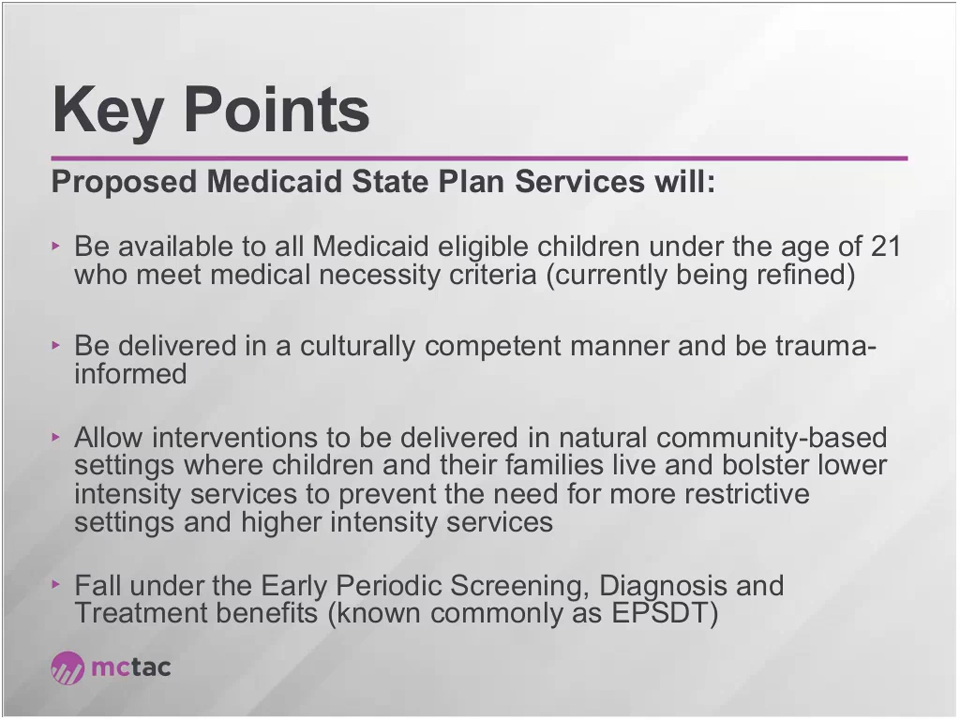 Key Points
Proposed Medicaid State Plan Services will:
‣ Be available to all Medicaid eligible children under the age of 21
who meet medical necessity criteria (currently being refined)
‣ Be delivered in a culturally competent manner and be trauma-
informed
‣ Allow interventions to be delivered in natural community-based
settings where children and their families live and bolster lower
intensity services to prevent the need for more restrictive
settings and higher intensity services
‣ Fall under the Early Periodic Screening, Diagnosis and
Treatment benefits (known commonly as EPSDT)
mctac